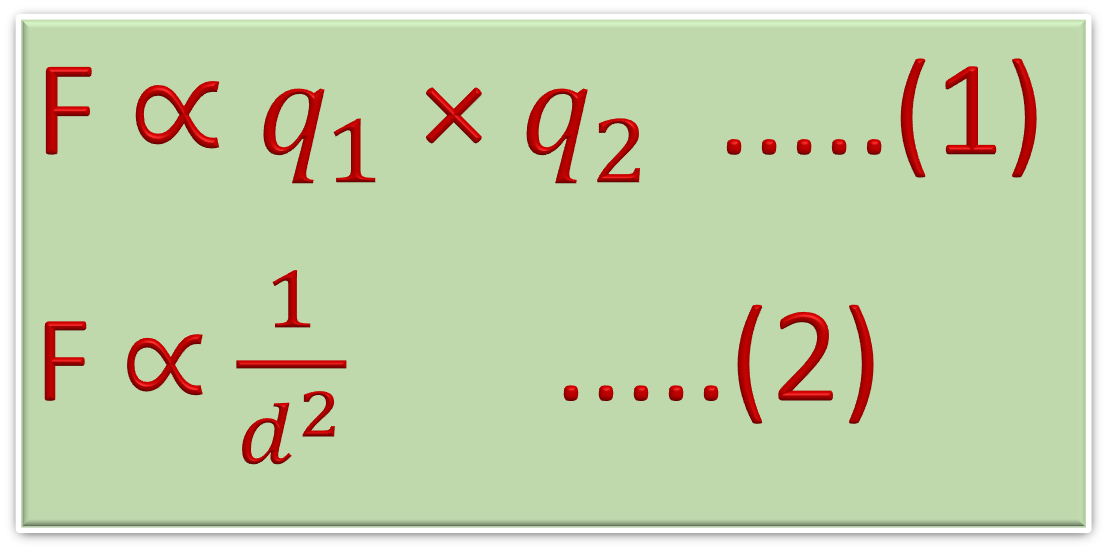 F ∝ q₁ × q₂ .....(1)
F ∝ 1/d² .....(2)